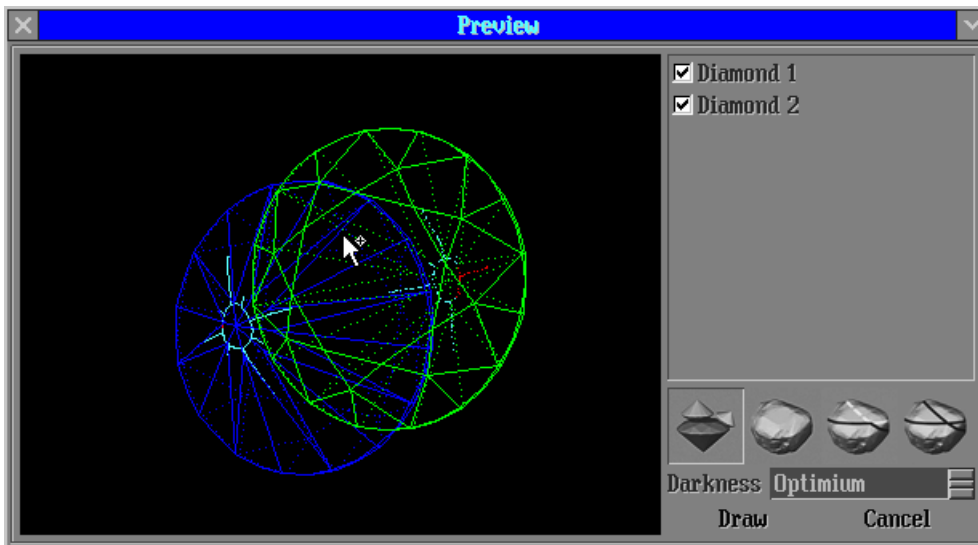 Preview
Diamond 1
Diamond 2
Darkness Optimium
Draw Cancel